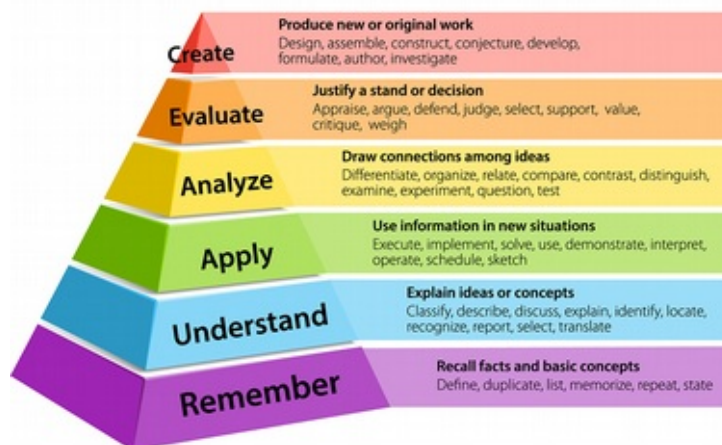 Create
Produce new or original work
Design, assemble, construct, conjecture, develop,
formulate, author, investigate
Evaluate
Justify a stand or decision
Appraise, argue, defend, judge, select, support, value,
critique, weigh
Analyze
Draw connections among ideas
Differentiate, organize, relate, compare, contrast, distinguish,
examine, experiment, question, test
Apply
Use information in new situations
Execute, implement, solve, use, demonstrate, interpret,
operate, schedule, sketch
Understand
Explain ideas or concepts
Classify, describe, discuss, explain, identify, locate,
recognize, report, select, translate
Remember
Recall facts and basic concepts
Define, duplicate, list, memorize, repeat, state